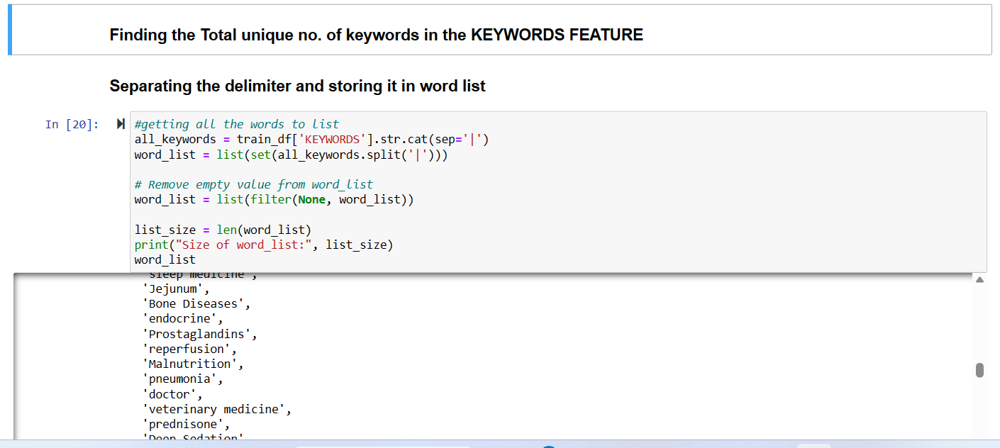 Finding the Total unique no. of keywords in the KEYWORDS FEATURE
Separating the delimiter and storing it in word list
In [20]:
#getting all the words to list
all_keywords = train_df['KEYWORDS'].str.cat(sep='|')
word_list = list(set(all_keywords.split('|')))
# Remove empty value from word_list
word_list = list(filter(None, word_list))
list_size = len(word_list)
print("Size of word_list:", list_size)
word_list
'sleep medicine',
'Jejunum',
'Bone Diseases',
'endocrine',
'Prostaglandins',
'reperfusion',
'Malnutrition',
'pneumonia',
'doctor',
'veterinary medicine',
'prednisone',
'Deep Sedation'